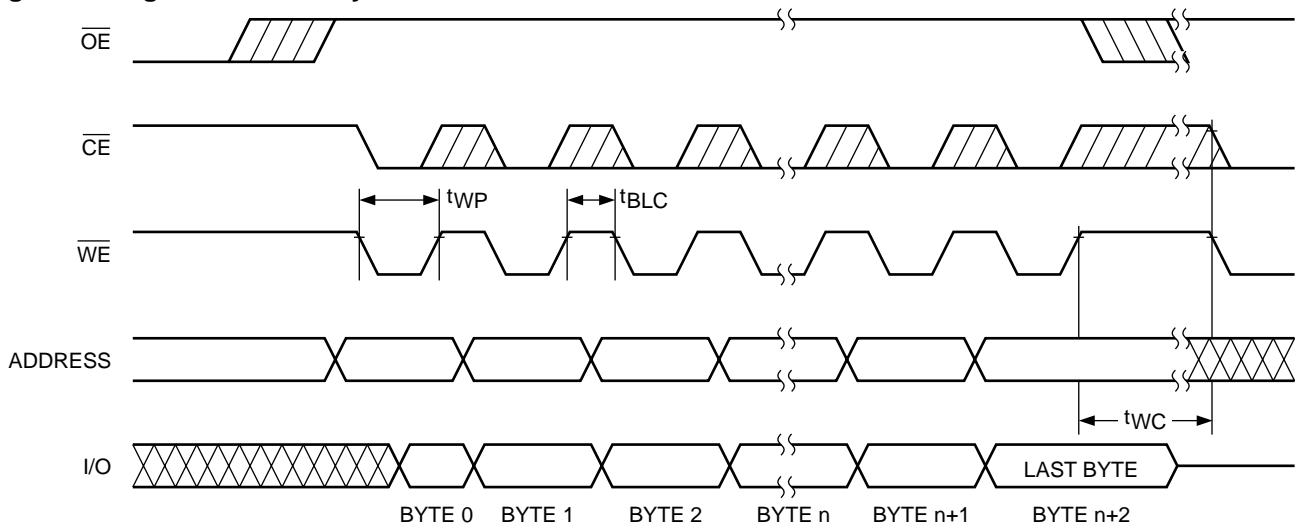 OE
CE
tWP
tBLC
WE
ADDRESS
tWC
I/O
LAST BYTE
BYTE 0 BYTE 1 BYTE 2 BYTE n BYTE n+1 BYTE n+2